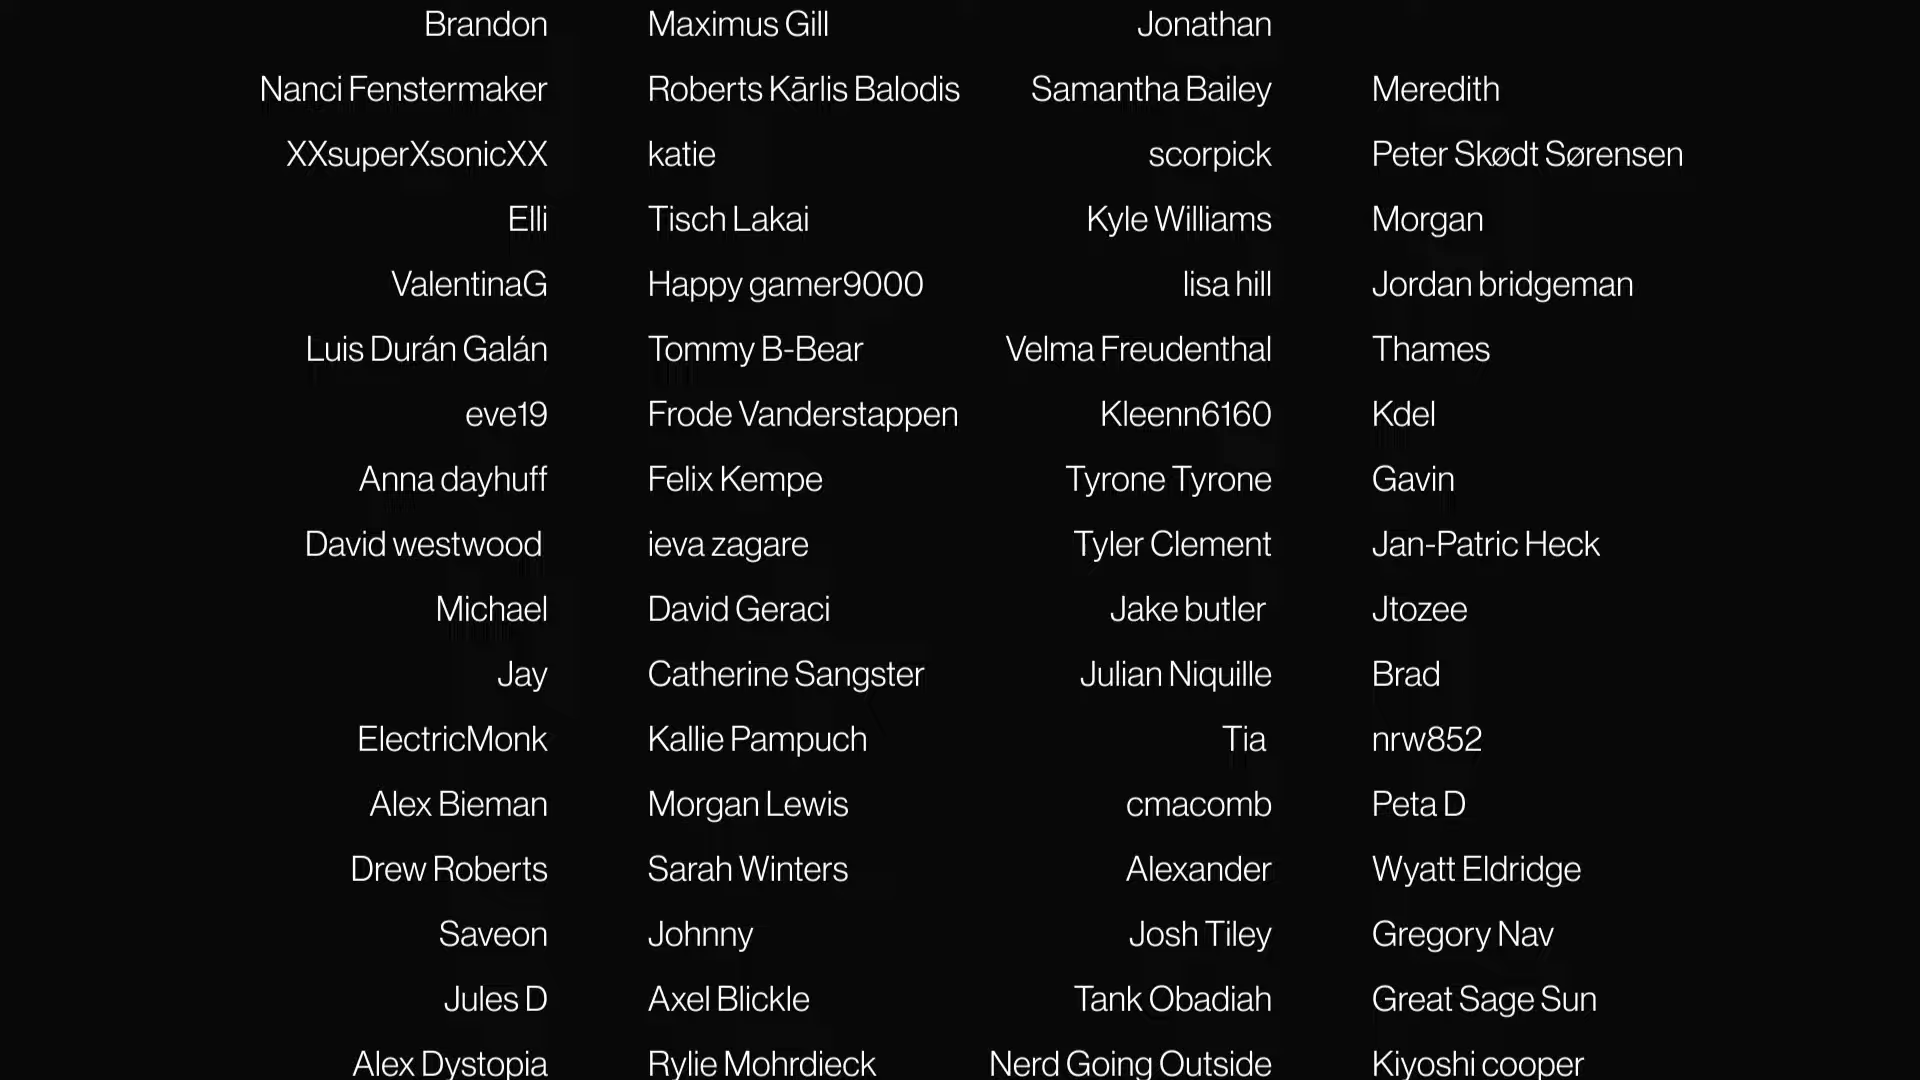 Brandon Maximus Gill Jonathan
Nanci Fenstermaker Roberts Kārlis Balodis Samantha Bailey Meredith
XXsuperXsonicXX katie scorpick Peter Skødt Sørensen
Elli Tisch Lakai Kyle Williams Morgan
ValentinaG Happy gamer9000 lisa hill Jordan bridgeman
Luis Durán Galán Tommy B-Bear Velma Freudenthal Thames
eve19 Frode Vanderstappen Kleenn6160 Kdel
Anna dayhuff Felix Kempe Tyrone Tyrone Gavin
David westwood ieva zagare Tyler Clement Jan-Patric Heck
Michael David Geraci Jake butler Jtozee
Jay Catherine Sangster Julian Niquille Brad
ElectricMonk Kallie Pampuch Tia nrw852
Alex Bieman Morgan Lewis cmacomb Peta D
Drew Roberts Sarah Winters Alexander Wyatt Eldridge
Saveon Johnny Josh Tiley Gregory Nav
Jules D Axel Blickle Tank Obadiah Great Sage Sun
Alex Dystopia Rylie Mohrdieck Nerd Going Outside Kiyoshi cooper